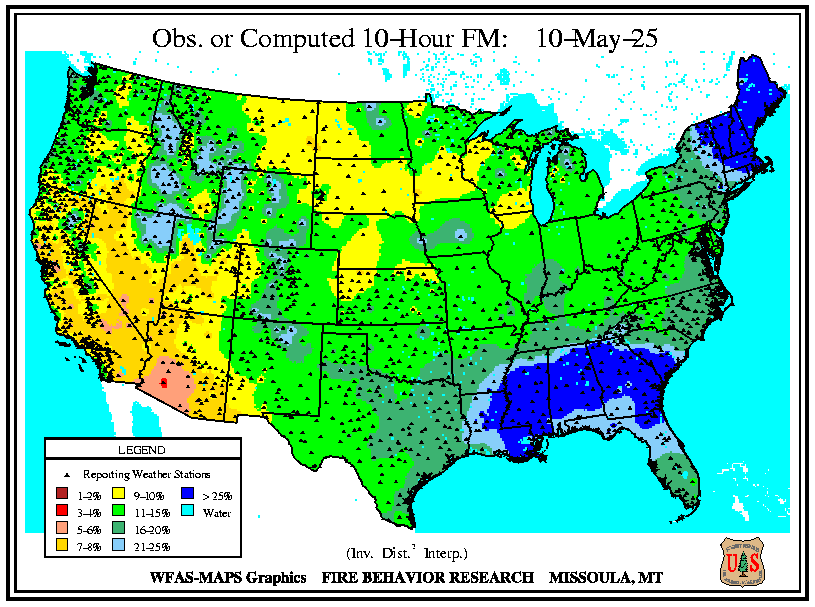 Obs. or Computed 10-Hour FM: 10-May-25
LEGEND
Reporting Weather Stations
1-2% 9-10% > 25%
3-4% 11-15% Water
5-6% 16-20%
7-8% 21-25%
(Inv. Dist.² Interp.)
WFAS-MAPS Graphics FIRE BEHAVIOR RESEARCH MISSOULA, MT
US